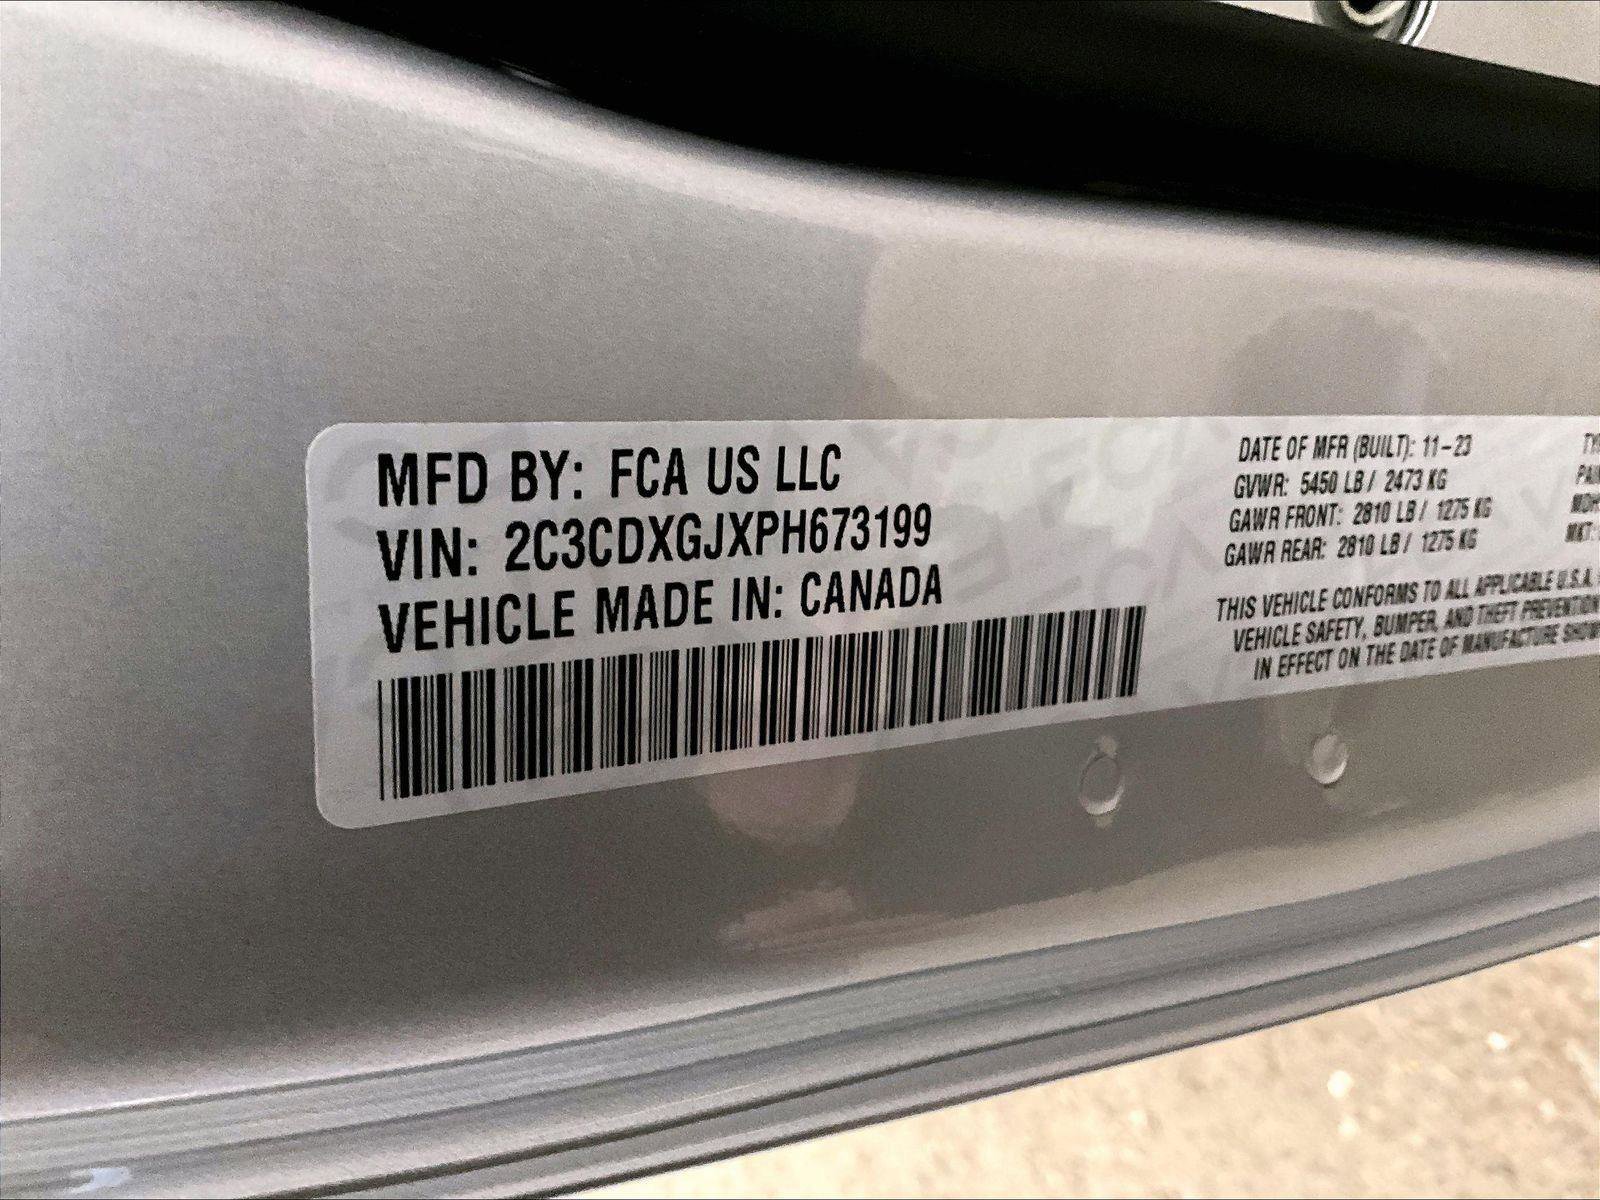 MFD BY: FCA US LLC
VIN: 2C3CDXGJXPH673199
VEHICLE MADE IN: CANADA
DATE OF MFR (BUILT): 11-23
GVWR: 5450 LB / 2473 KG
GAWR FRONT: 2810 LB / 1275 KG
GAWR REAR: 2810 LB / 1275 KG
THIS VEHICLE CONFORMS TO ALL APPLICABLE U.S.A.
VEHICLE SAFETY, BUMPER, AND THEFT PREVENTION
IN EFFECT ON THE DATE OF MANUFACTURE
MKT: